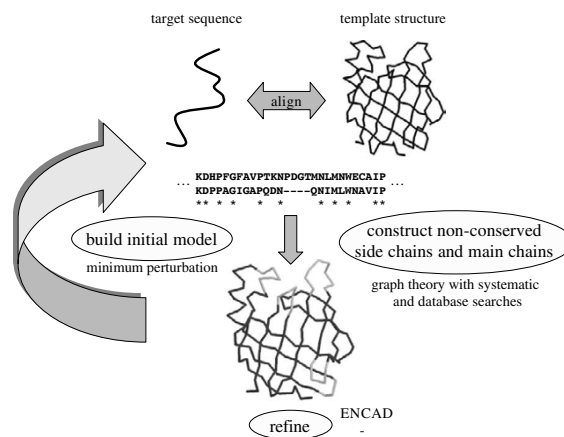 target sequence
template structure
align
KDHPFGFAVPTKNPDGTMNLMNWECAIP
... ...
KDPPAGIGAPQDN----QNIMLWNAVIP
** * * * * * * * **
build initial model
minimum perturbation
construct non-conserved
side chains and main chains
graph theory with systematic
and database searches
refine
ENCAD
-